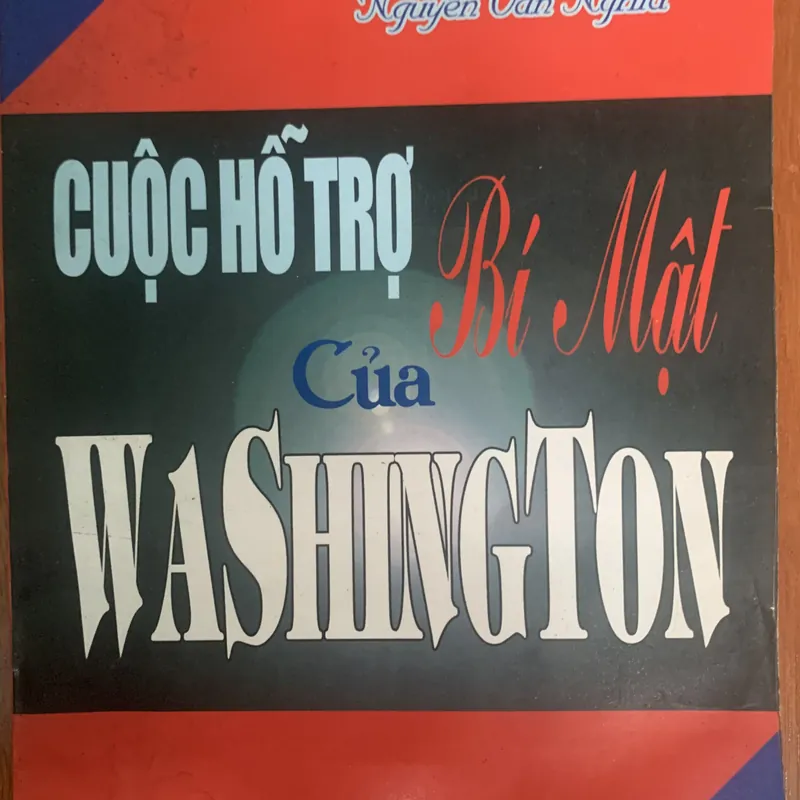 Nguyễn Văn Nghĩa
CUỘC HỖ TRỢ
Bí Mật
Của
WASHINGTON